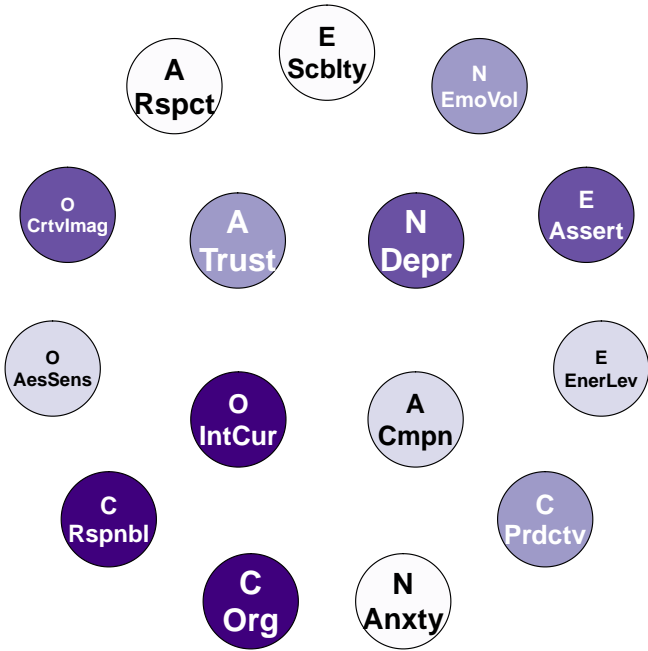 E
Scblty
A
Rspct
N
EmoVol
O
CrtvImag
A
Trust
N
Depr
E
Assert
O
AesSens
E
EnerLev
O
IntCur
A
Cmpn
C
Rspnbl
C
Prdctv
C
Org
N
Anxty